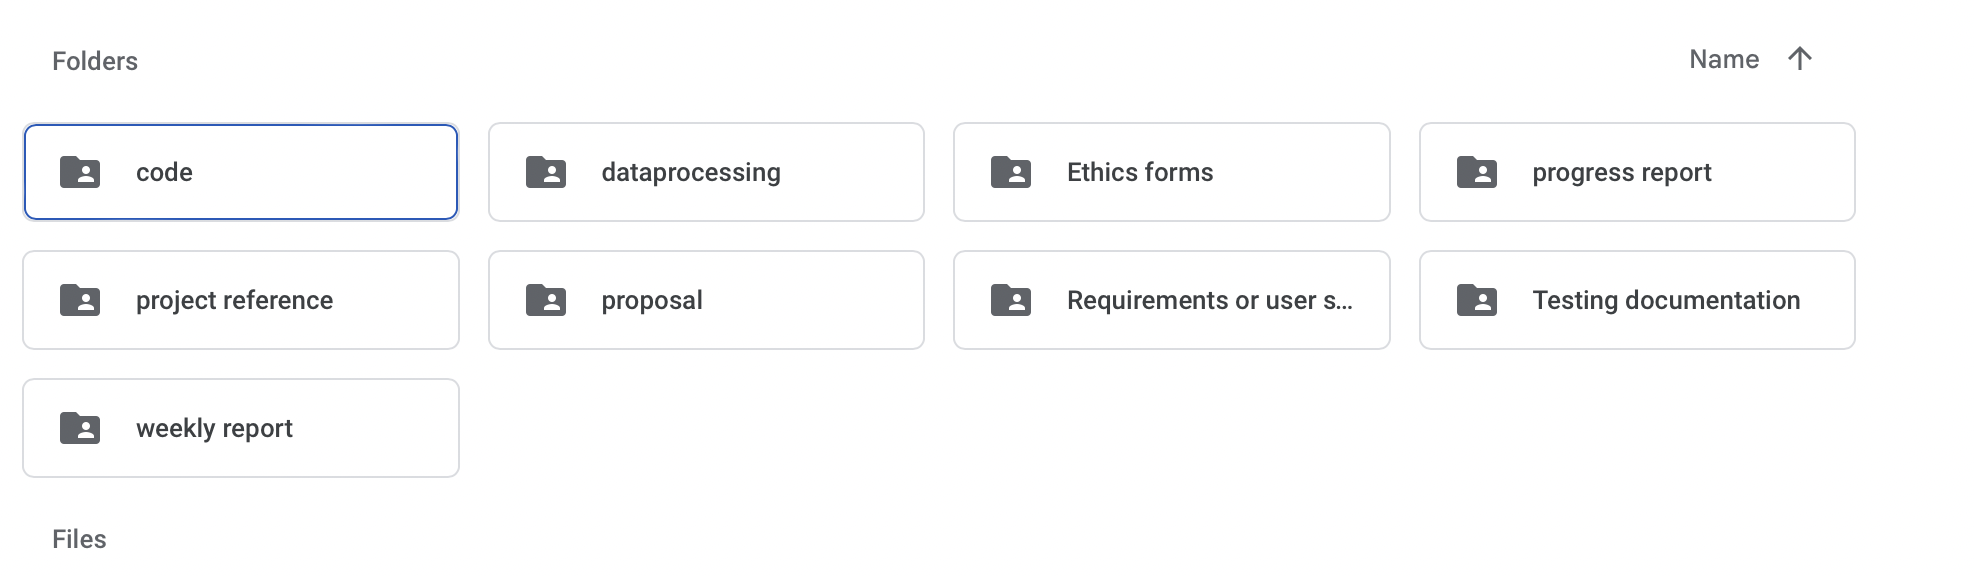 Folders
Name
code
dataprocessing
Ethics forms
progress report
project reference
proposal
Requirements or user s...
Testing documentation
weekly report
Files